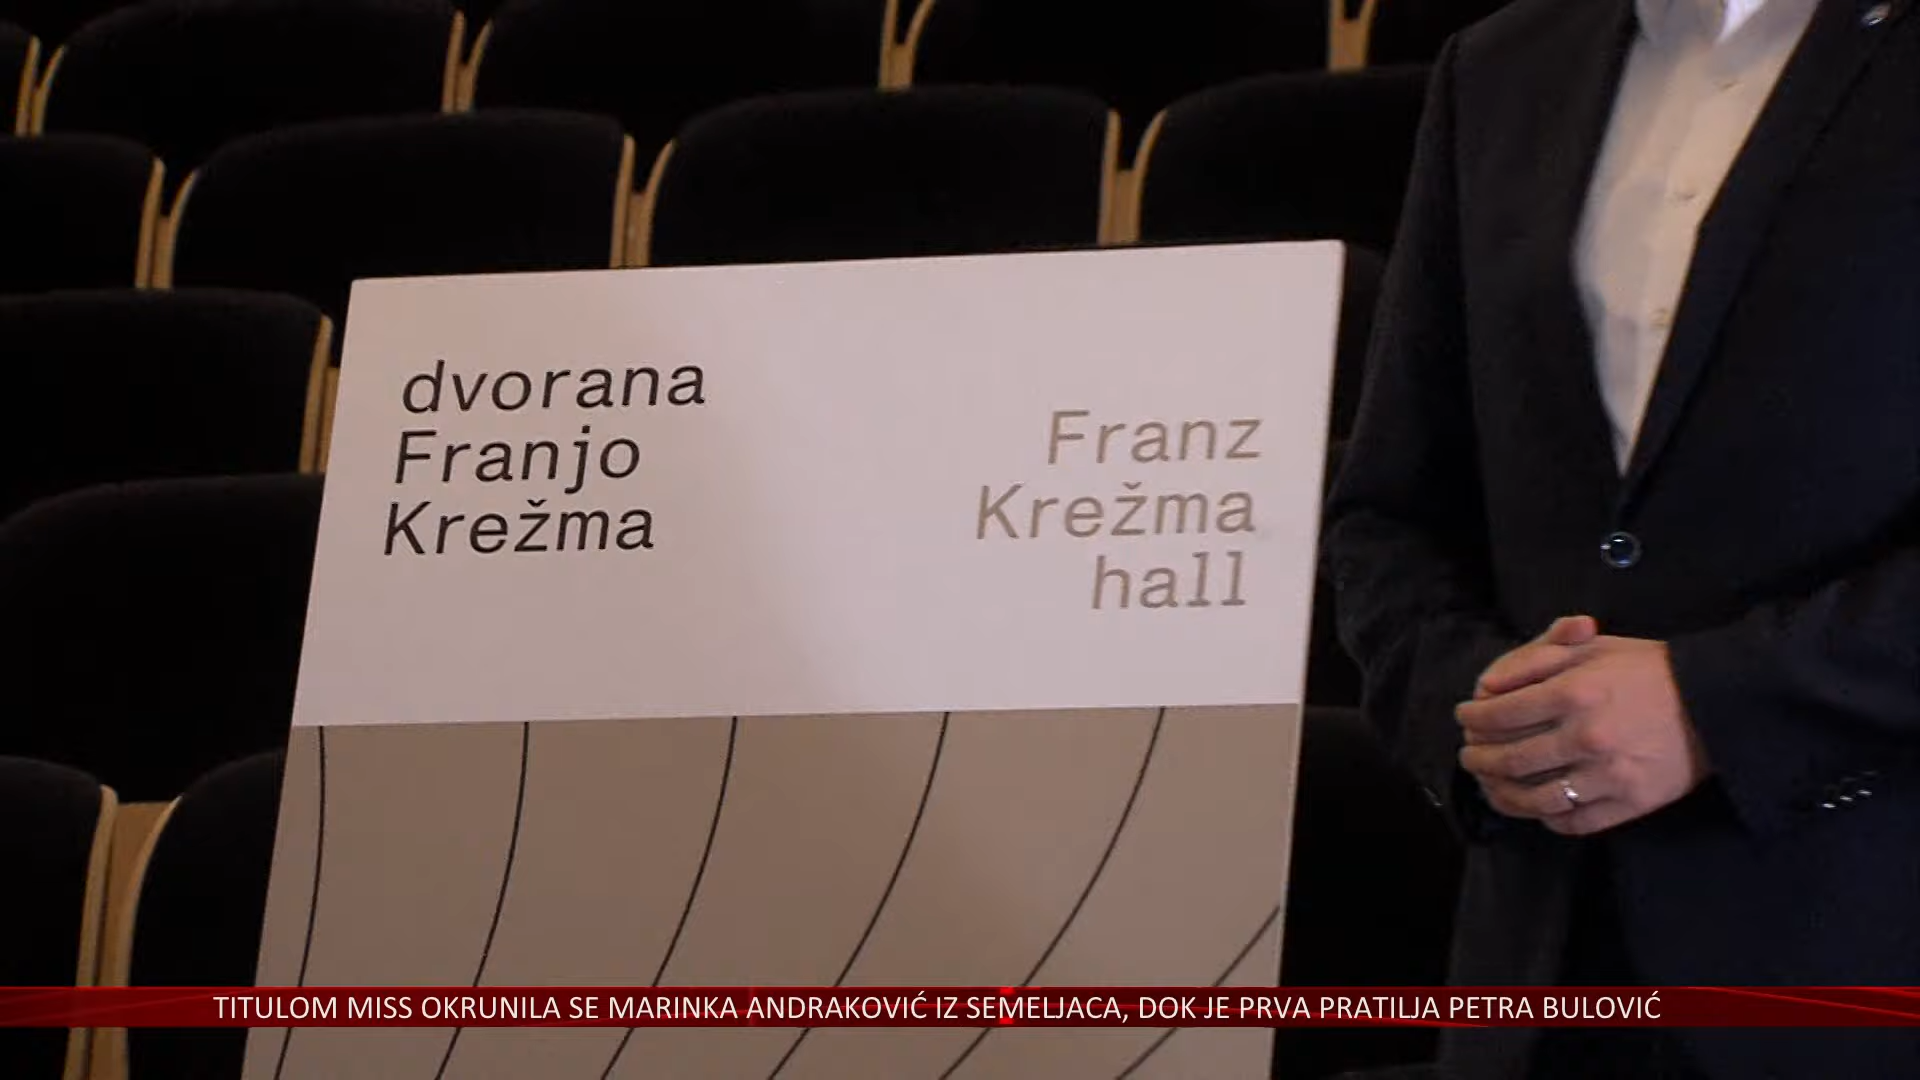 dvorana
Franjo
Krežma
Franz
Krežma
hall
TITULOM MISS OKRUNILA SE MARINKA ANDRAKOVIĆ IZ SEMELJACA, DOK JE PRVA PRATILJA PETRA BULOVIĆ